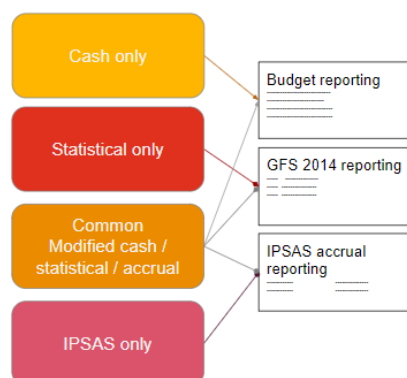 Cash only
Statistical only
Common
Modified cash /
statistical / accrual
IPSAS only
Budget reporting
GFS 2014 reporting
IPSAS accrual
reporting